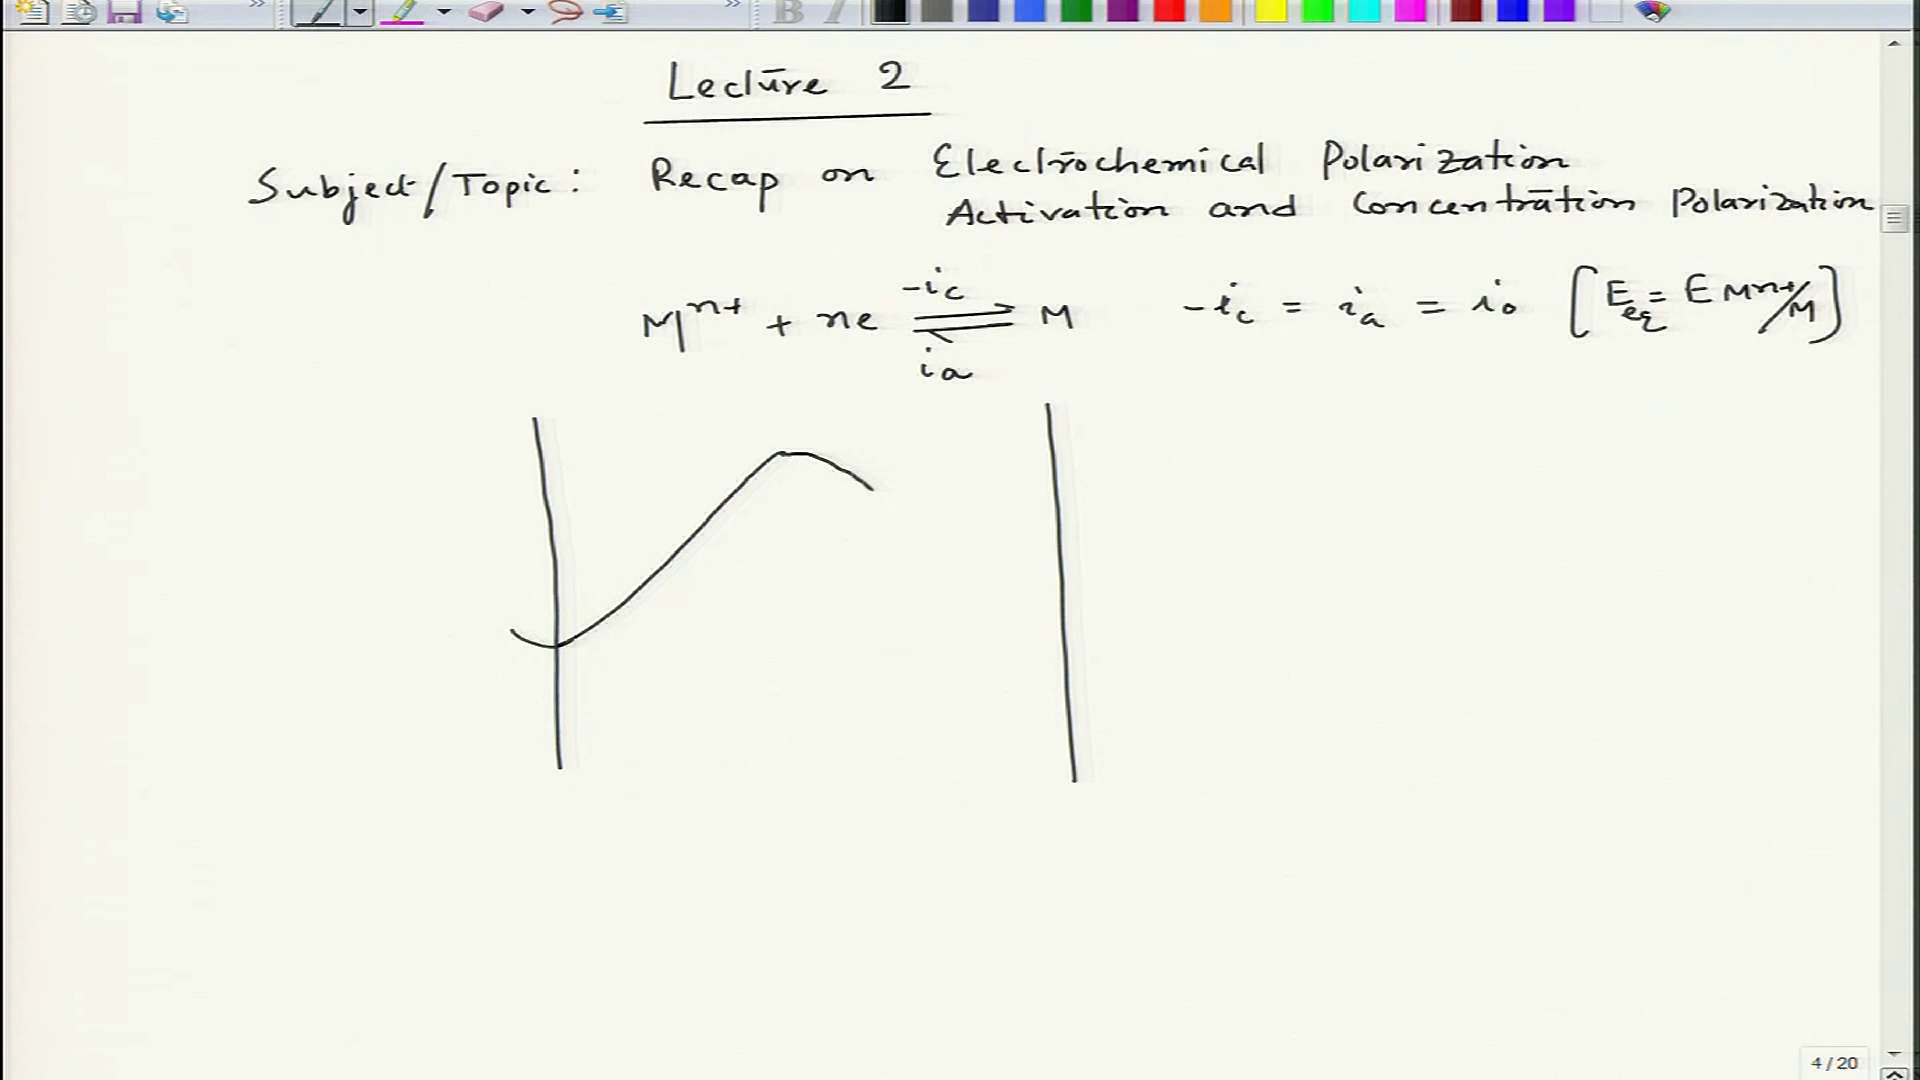 Lecture 2
Subject/Topic: Recap on Electrochemical Polarization
Activation and Concentration Polarization
-ic
M^n+ + ne ⇌ M -ic = ia = io [Eeq = E M^n+/M]
ia
4/20